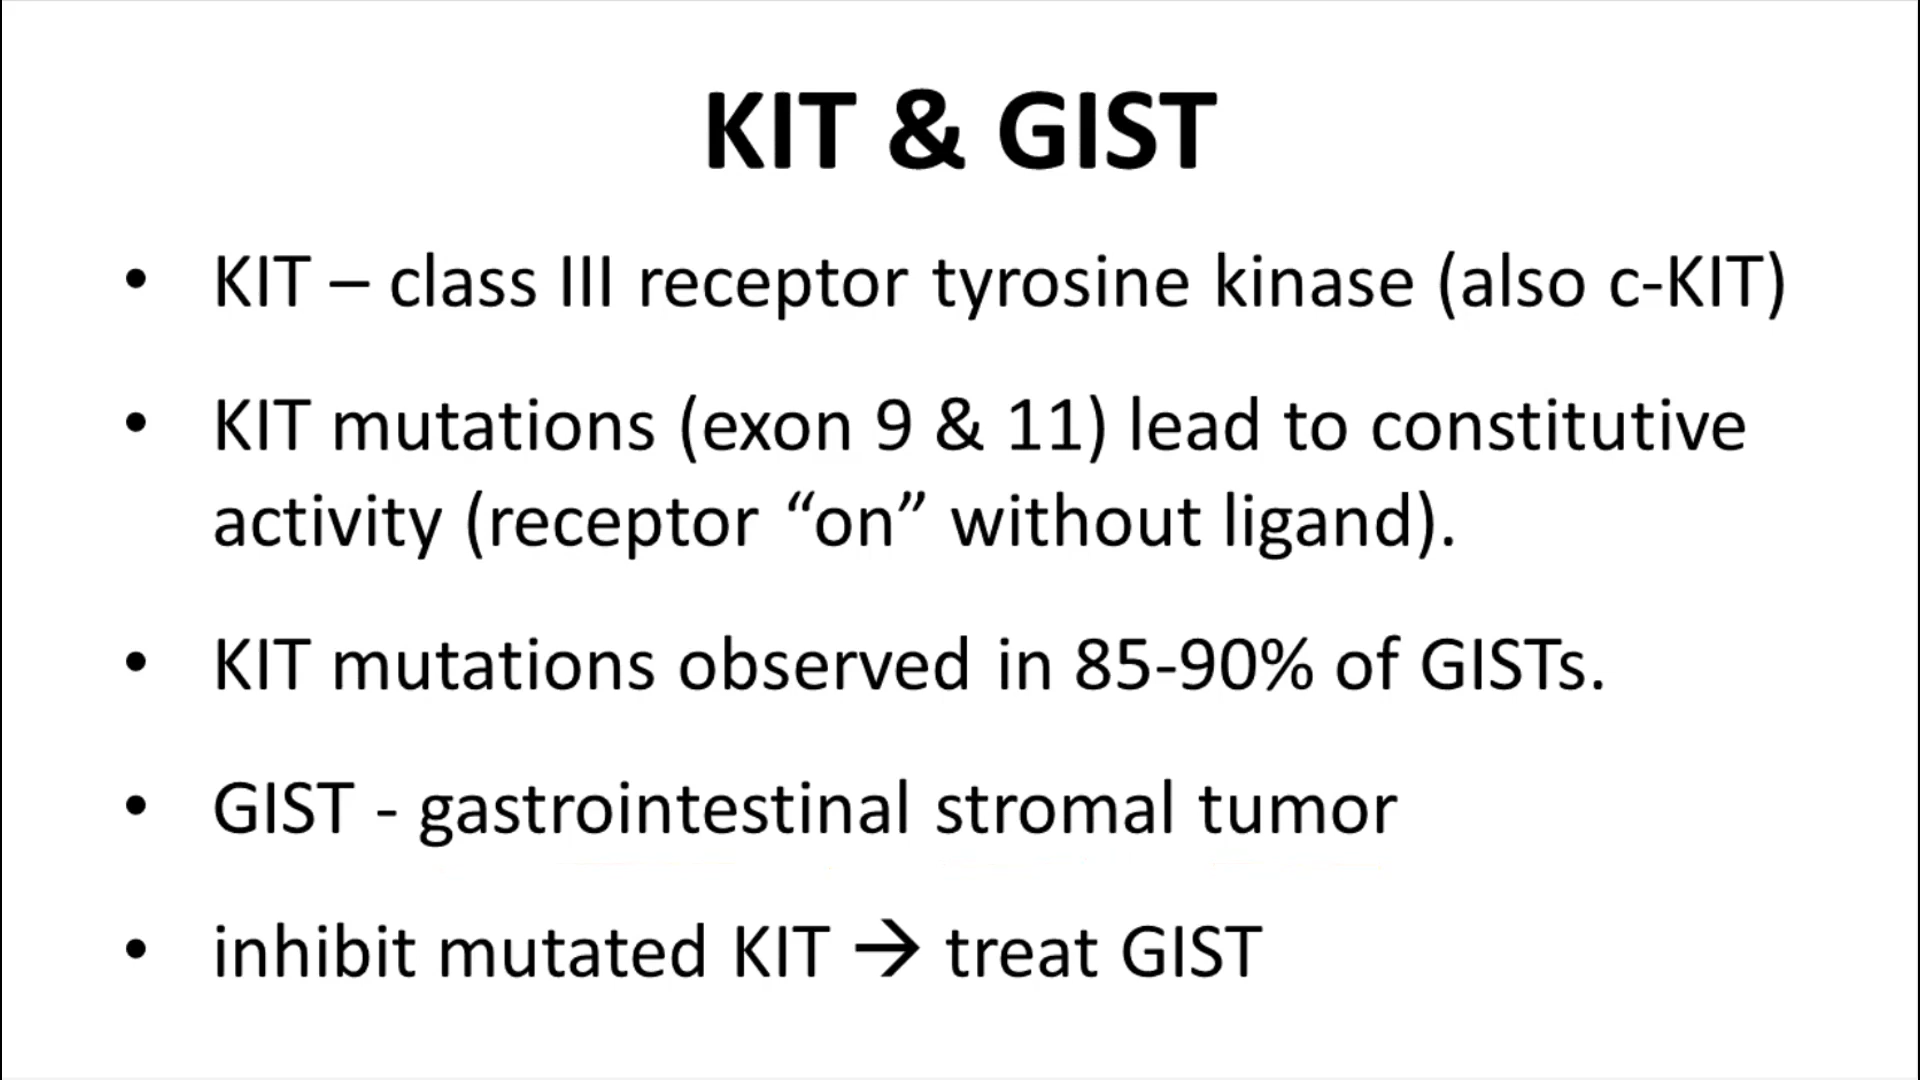 KIT & GIST
• KIT – class III receptor tyrosine kinase (also c-KIT)
• KIT mutations (exon 9 & 11) lead to constitutive
activity (receptor “on” without ligand).
• KIT mutations observed in 85-90% of GISTs.
• GIST - gastrointestinal stromal tumor
• inhibit mutated KIT → treat GIST